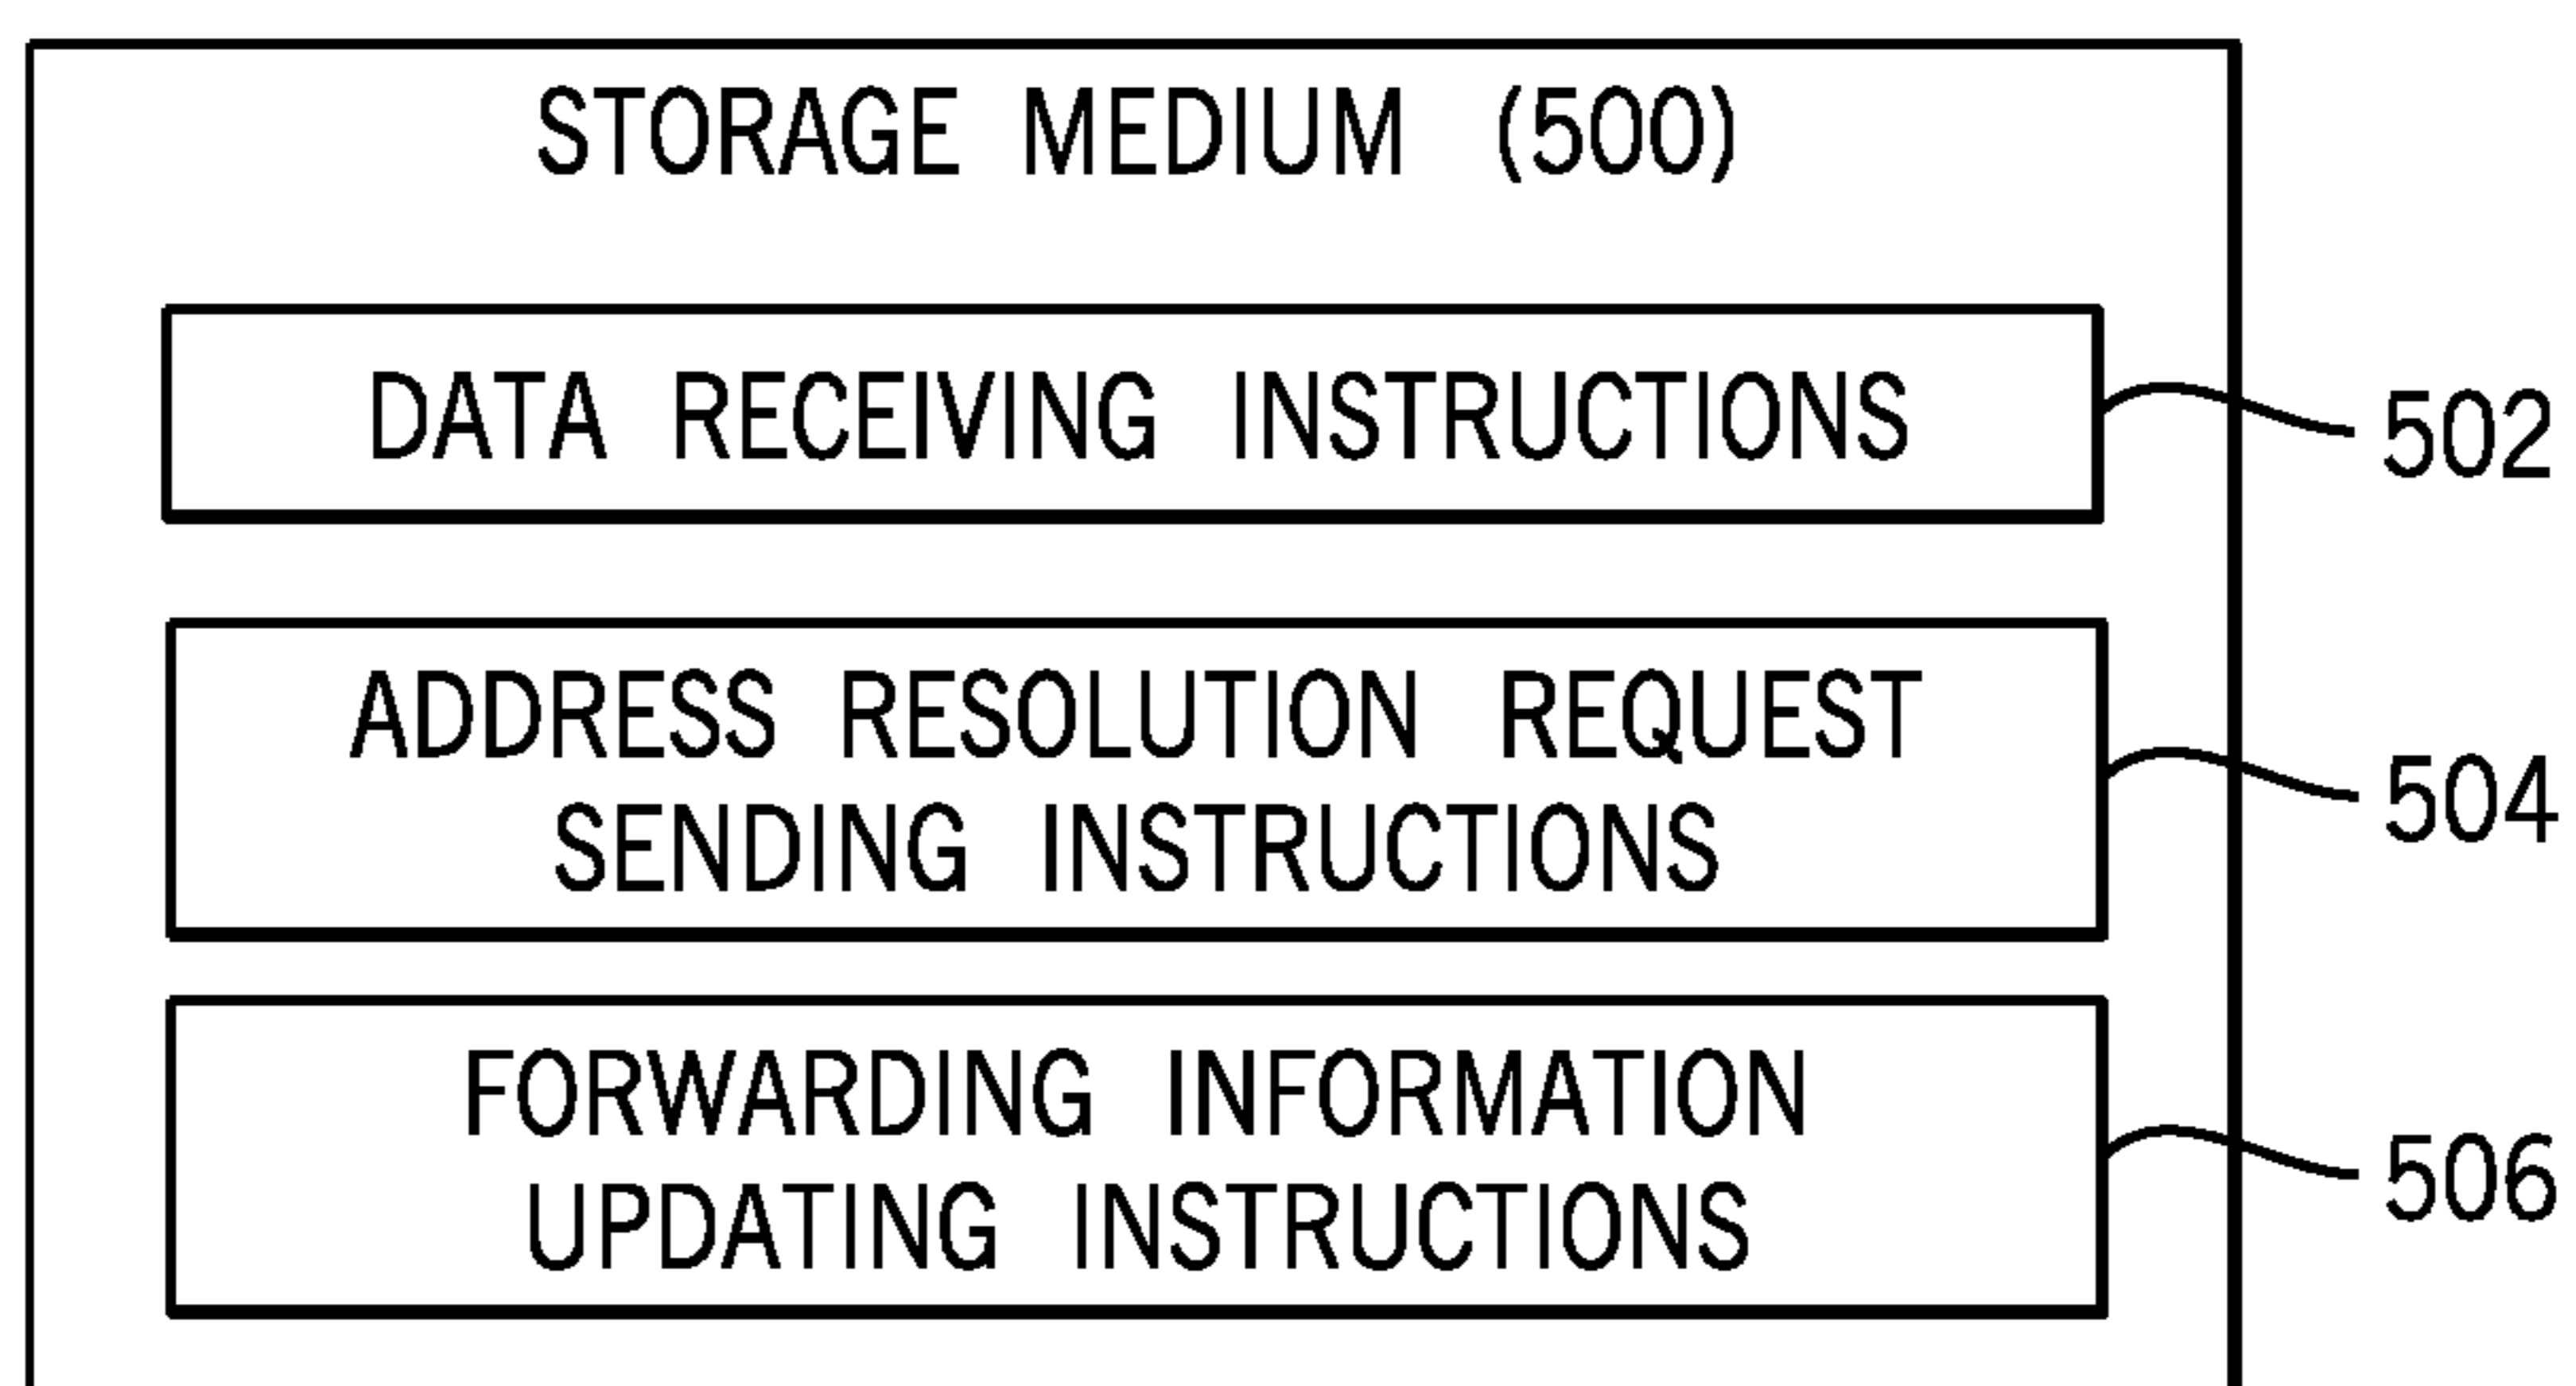 STORAGE MEDIUM (500)
DATA RECEIVING INSTRUCTIONS
502
ADDRESS RESOLUTION REQUEST
SENDING INSTRUCTIONS
504
FORWARDING INFORMATION
UPDATING INSTRUCTIONS
506